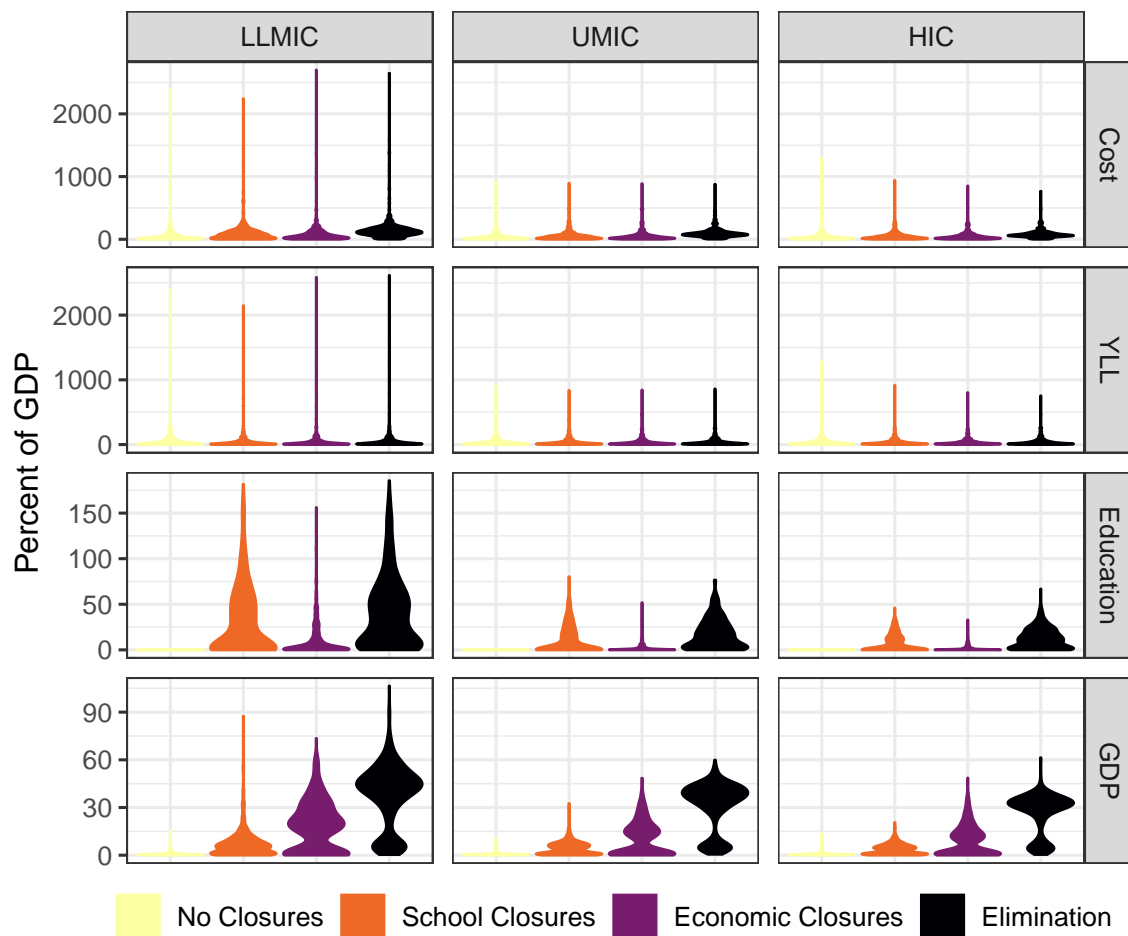 LLMIC UMIC HIC
2000
1000
0
Cost
2000
1000
0
YLL
150
100
50
0
Education
90
60
30
0
GDP
Percent of GDP
No Closures School Closures Economic Closures Elimination